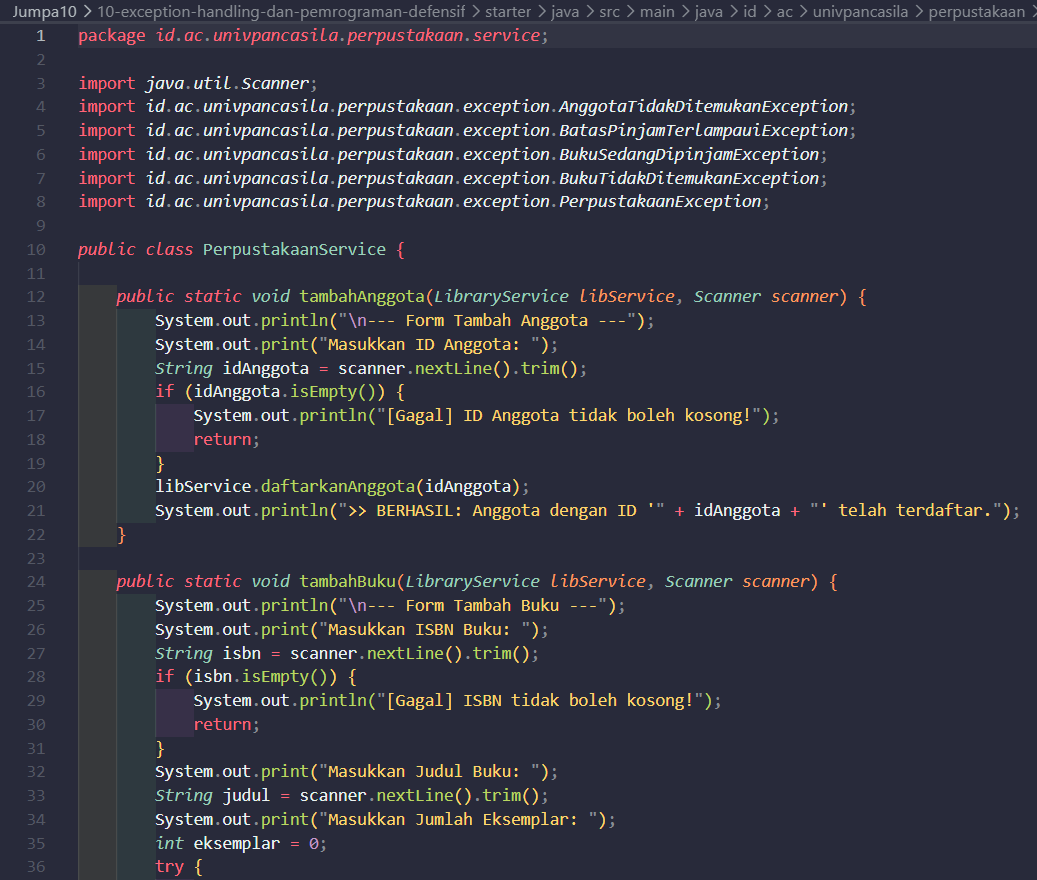 Jumpa10 > 10-exception-handling-dan-pemrograman-defensif > starter > java > src > main > java > id > ac > univpancasila > perpustakaan >
1 package id.ac.univpancasila.perpustakaan.service;
2
3 import java.util.Scanner;
4 import id.ac.univpancasila.perpustakaan.exception.AnggotaTidakDitemukanException;
5 import id.ac.univpancasila.perpustakaan.exception.BatasPinjamTerlampauiException;
6 import id.ac.univpancasila.perpustakaan.exception.BukuSedangDipinjamException;
7 import id.ac.univpancasila.perpustakaan.exception.BukuTidakDitemukanException;
8 import id.ac.univpancasila.perpustakaan.exception.PerpustakaanException;
9
10 public class PerpustakaanService {
11
12     public static void tambahAnggota(LibraryService libService, Scanner scanner) {
13         System.out.println("\n--- Form Tambah Anggota ---");
14         System.out.print("Masukkan ID Anggota: ");
15         String idAnggota = scanner.nextLine().trim();
16         if (idAnggota.isEmpty()) {
17             System.out.println("[Gagal] ID Anggota tidak boleh kosong!");
18             return;
19         }
20         libService.daftarkanAnggota(idAnggota);
21         System.out.println(">> BERHASIL: Anggota dengan ID '" + idAnggota + "' telah terdaftar.");
22     }
23
24     public static void tambahBuku(LibraryService libService, Scanner scanner) {
25         System.out.println("\n--- Form Tambah Buku ---");
26         System.out.print("Masukkan ISBN Buku: ");
27         String isbn = scanner.nextLine().trim();
28         if (isbn.isEmpty()) {
29             System.out.println("[Gagal] ISBN tidak boleh kosong!");
30             return;
31         }
32         System.out.print("Masukkan Judul Buku: ");
33         String judul = scanner.nextLine().trim();
34         System.out.print("Masukkan Jumlah Eksemplar: ");
35         int eksemplar = 0;
36         try {